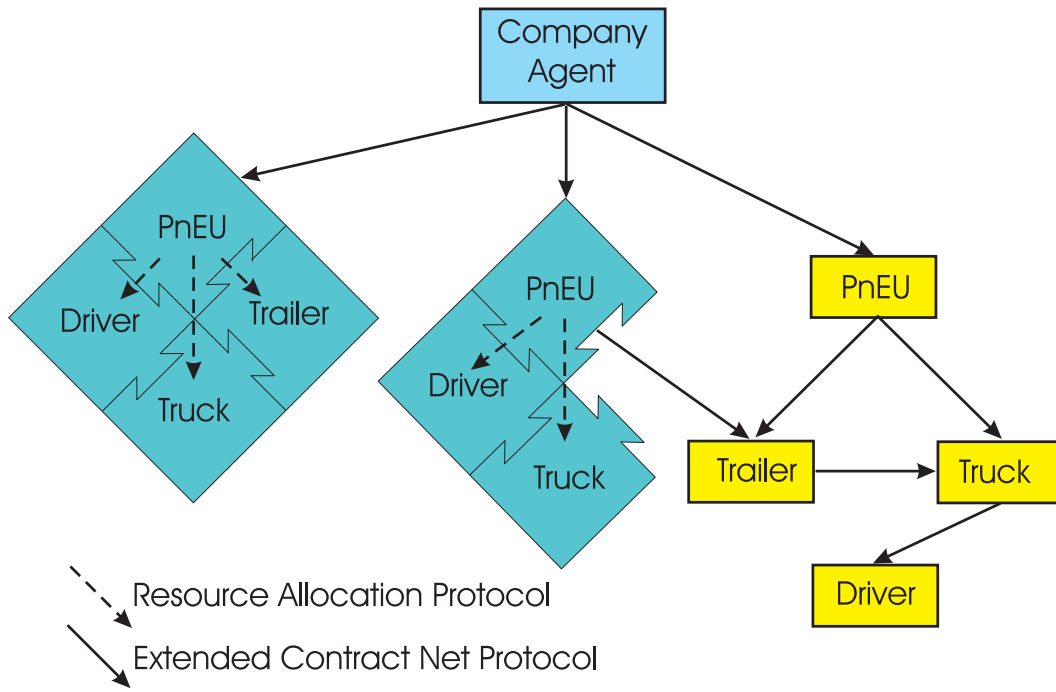 Company
Agent
PnEU
Driver
Trailer
Truck
PnEU
Driver
Truck
PnEU
Trailer
Truck
Driver
Resource Allocation Protocol
Extended Contract Net Protocol